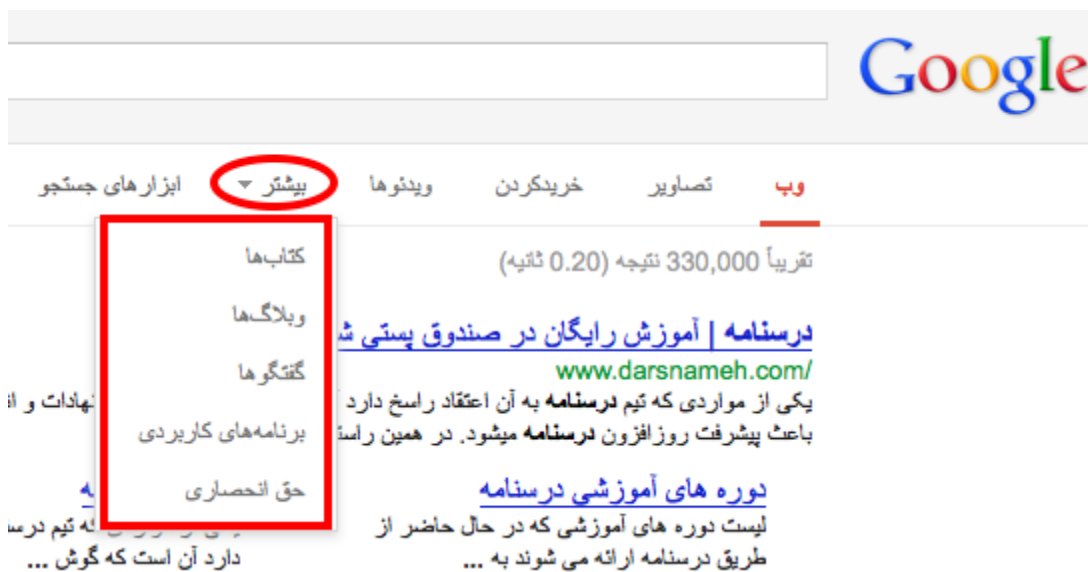 Google
وب تصاویر خریدکردن ویدئوها بیشتر ابزارهای جستجو
کتاب‌ها
وبلاگ‌ها
گفتگوها
برنامه‌های کاربردی
حق انحصاری
تقریباً 330,000 نتیجه (0.20 ثانیه)
درسنامه | آموزش رایگان در صندوق پستی
www.darsnameh.com/
یکی از مواردی که تیم درسنامه به آن اعتقاد راسخ دارد
باعث پیشرفت روزافزون درسنامه میشود. در همین
دوره های آموزشی درسنامه
لیست دوره های آموزشی که در حال حاضر از
طریق درسنامه ارائه می شوند به ...
که تیم
دارد آن است که گوش ...